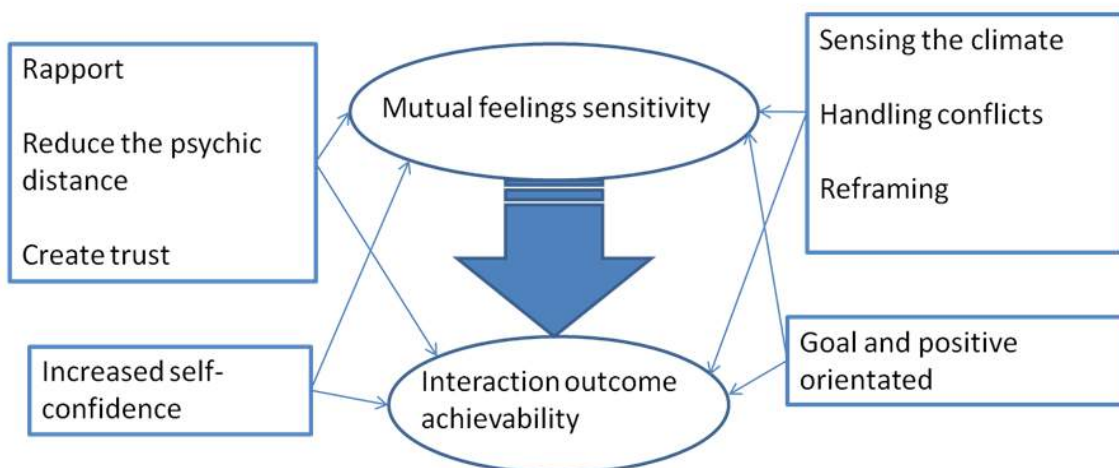 Rapport
Reduce the psychic
distance
Create trust
Mutual feelings sensitivity
Sensing the climate
Handling conflicts
Reframing
Increased self-
confidence
Interaction outcome
achievability
Goal and positive
orientated